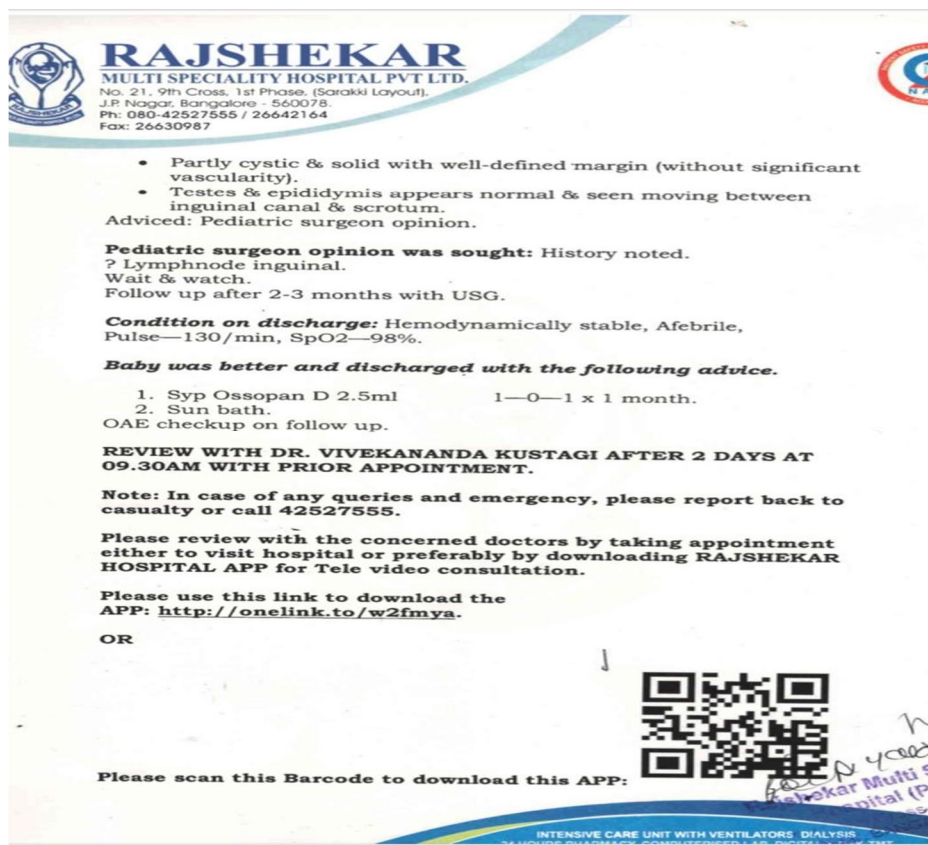 RAJSHEKAR
MULTI SPECIALITY HOSPITAL PVT LTD.
No. 21, 9th Cross, 1st Phase, (Sarakki Layout),
J.P. Nagar, Bangalore - 560078.
Ph: 080-42527555 / 26642164
Fax: 26630987
• Partly cystic & solid with well-defined margin (without significant
vascularity).
• Testes & epididymis appears normal & seen moving between
inguinal canal & scrotum.
Adviced: Pediatric surgeon opinion.
Pediatric surgeon opinion was sought: History noted.
? Lymphnode inguinal.
Wait & watch.
Follow up after 2-3 months with USG.
Condition on discharge: Hemodynamically stable, Afebrile,
Pulse—130/min, SpO2—98%.
Baby was better and discharged with the following advice.
1. Syp Ossopan D 2.5ml 1—0—1 x 1 month.
2. Sun bath.
OAE checkup on follow up.
REVIEW WITH DR. VIVEKANANDA KUSTAGI AFTER 2 DAYS AT
09.30AM WITH PRIOR APPOINTMENT.
Note: In case of any queries and emergency, please report back to
casualty or call 42527555.
Please review with the concerned doctors by taking appointment
either to visit hospital or preferably by downloading RAJSHEKAR
HOSPITAL APP for Tele video consultation.
Please use this link to download the
APP: http://onelink.to/w2fmya.
OR
Please scan this Barcode to download this APP:
Rajshekar Multi
INTENSIVE CARE UNIT WITH VENTILATORS, DIALYSIS